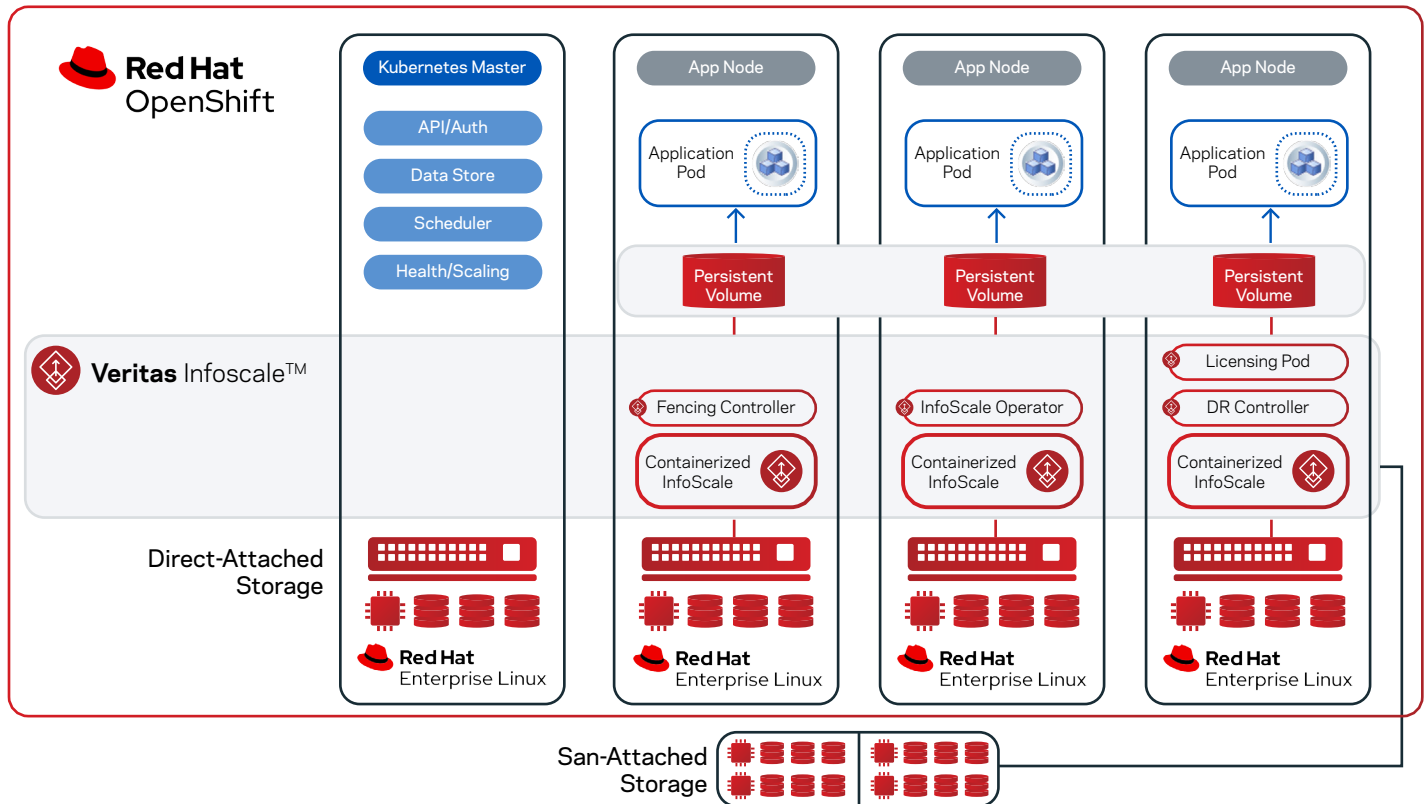 Red Hat
OpenShift
Kubernetes Master
API/Auth
Data Store
Scheduler
Health/Scaling
App Node
App Node
App Node
Application
Pod
Application
Pod
Application
Pod
Persistent
Volume
Persistent
Volume
Persistent
Volume
Veritas Infoscale™
Fencing Controller
InfoScale Operator
Licensing Pod
DR Controller
Containerized
InfoScale
Containerized
InfoScale
Containerized
InfoScale
Direct-Attached
Storage
Red Hat
Enterprise Linux
Red Hat
Enterprise Linux
Red Hat
Enterprise Linux
Red Hat
Enterprise Linux
San-Attached
Storage